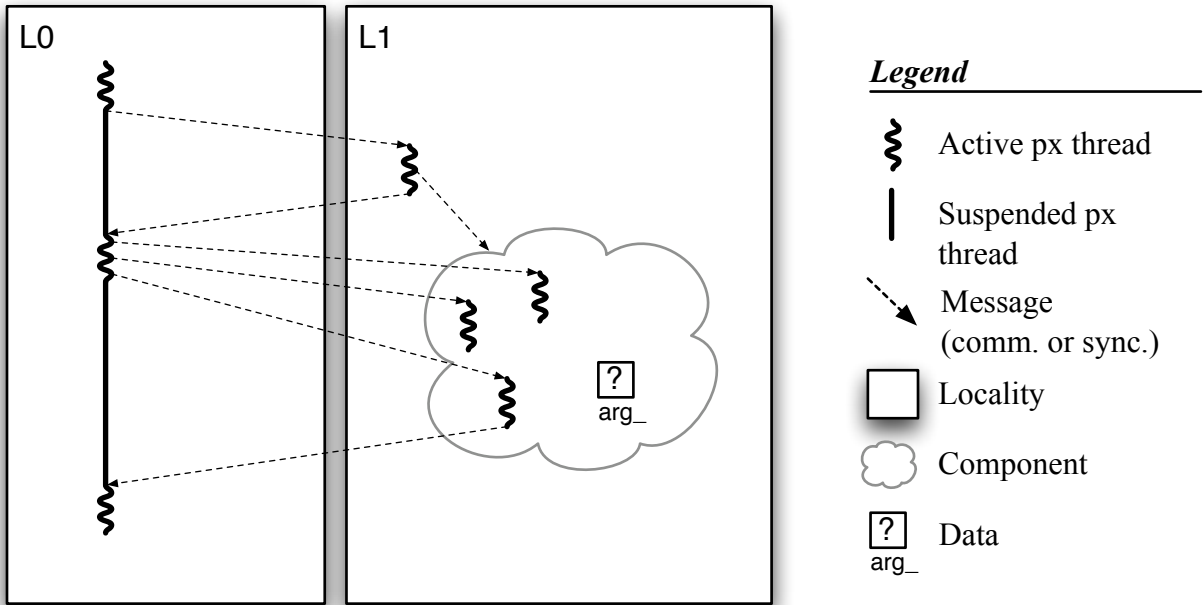 L0
L1
?
arg_
Legend
Active px thread
Suspended px
thread
Message
(comm. or sync.)
Locality
Component
?
arg_
Data